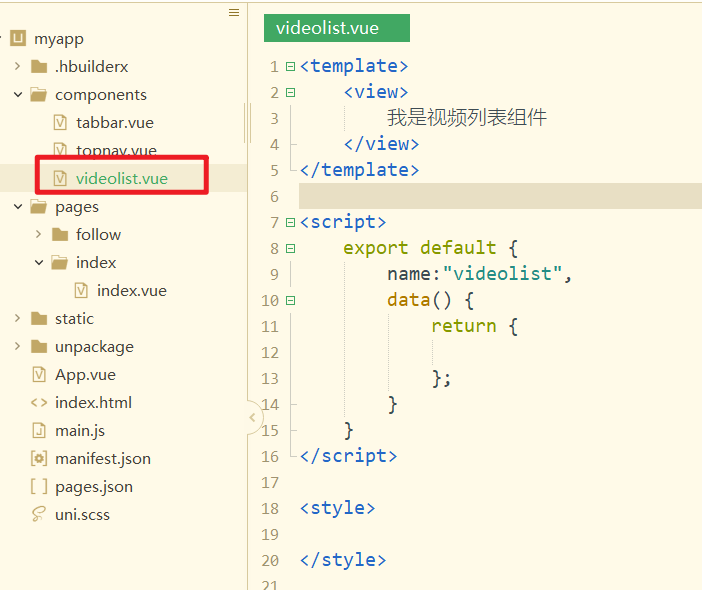 myapp
.hbuilderx
components
tabbar.vue
topnav.vue
videolist.vue
pages
follow
index
index.vue
static
unpackage
App.vue
index.html
main.js
manifest.json
pages.json
uni.scss
videolist.vue
1 <template>
2 <view>
3 我是视频列表组件
4 </view>
5 </template>
6
7 <script>
8 export default {
9 name:"videolist",
10 data() {
11 return {
12
13 };
14 }
15 }
16 </script>
17
18 <style>
19
20 </style>
21